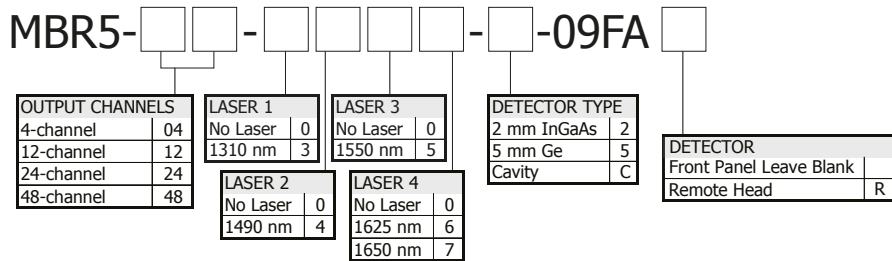 MBR5- - - -09FA
OUTPUT CHANNELS
4-channel 04
12-channel 12
24-channel 24
48-channel 48
LASER 1
No Laser 0
1310 nm 3
LASER 2
No Laser 0
1490 nm 4
LASER 3
No Laser 0
1550 nm 5
LASER 4
No Laser 0
1625 nm 6
1650 nm 7
DETECTOR TYPE
2 mm InGaAs 2
5 mm Ge 5
Cavity C
DETECTOR
Front Panel Leave Blank
Remote Head R